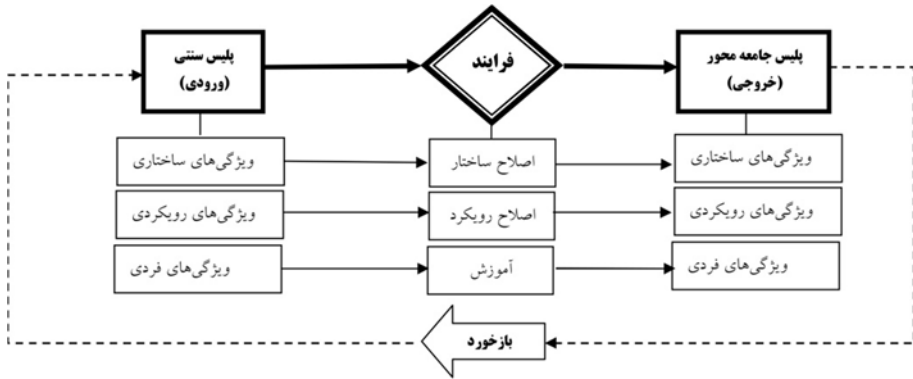 پلیس سنتی
(ورودی)
فرایند
پلیس جامعه محور
(خروجی)
ویژگی‌های ساختاری
اصلاح ساختار
ویژگی‌های ساختاری
ویژگی‌های رویکردی
اصلاح رویکرد
ویژگی‌های رویکردی
ویژگی‌های فردی
آموزش
ویژگی‌های فردی
بازخورد